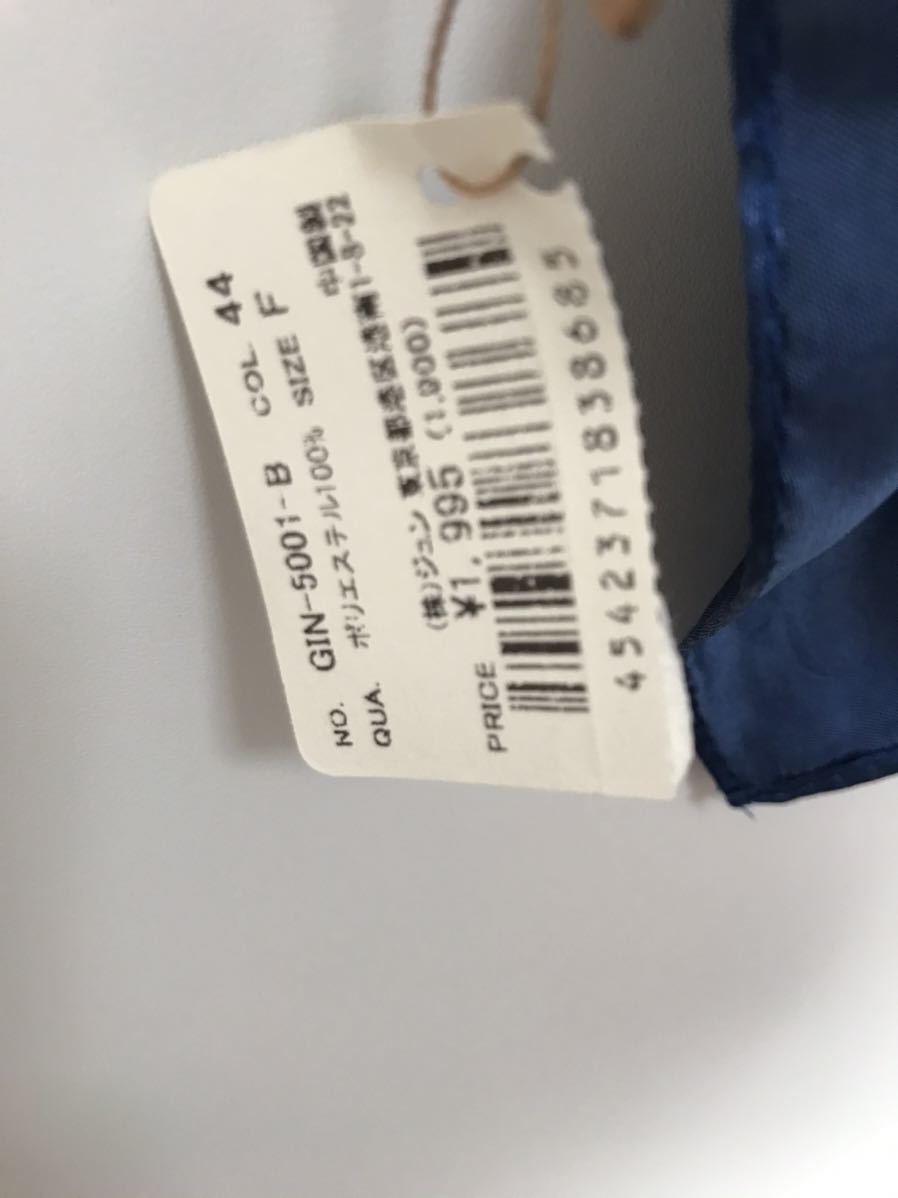 NO. GIN-5001-B COL. 44
QUA. ポリエステル100% SIZE F
中国製
(株)ジュン 東京都港区港南1-8-22
PRICE ¥1,995 (1,900)
4542371838685